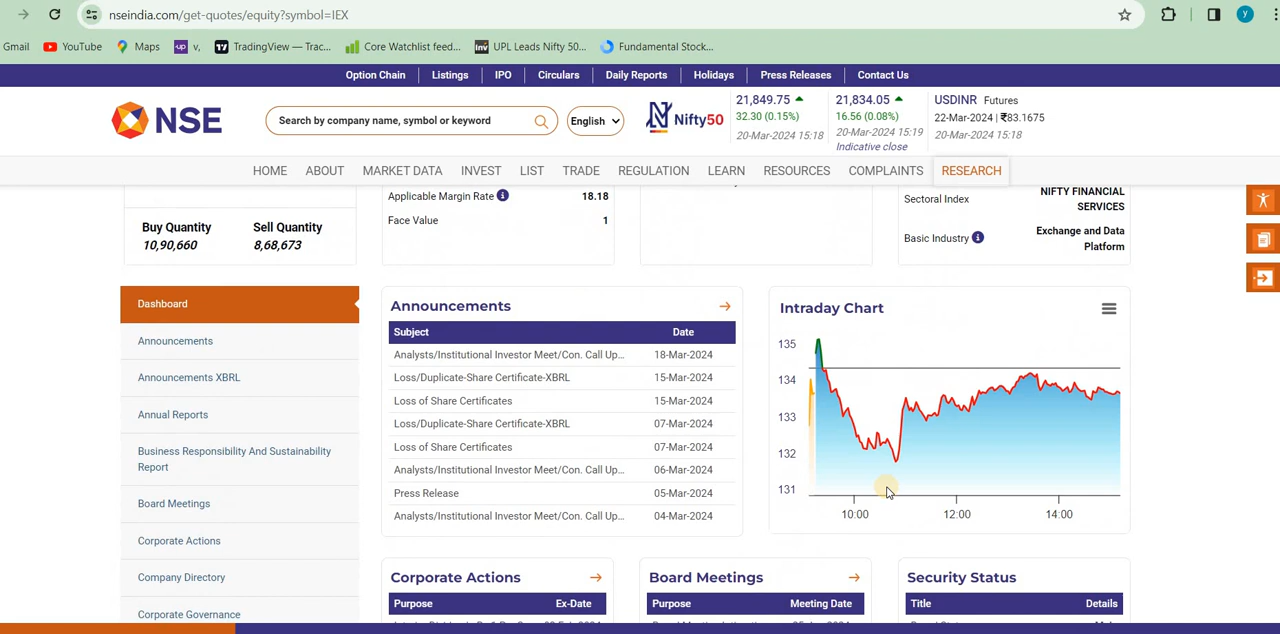 nseindia.com/get-quotes/equity?symbol=IEX
y
Gmail YouTube Maps up v, TradingView — Trac... Core Watchlist feed... Inv UPL Leads Nifty 50... Fundamental Stock...
Option Chain Listings IPO Circulars Daily Reports Holidays Press Releases Contact Us
NSE
Search by company name, symbol or keyword
English
Nifty50
21,849.75
32.30 (0.15%)
20-Mar-2024 15:18
21,834.05
16.56 (0.08%)
20-Mar-2024 15:19
Indicative close
USDINR Futures
22-Mar-2024 | ₹83.1675
20-Mar-2024 15:18
HOME ABOUT MARKET DATA INVEST LIST TRADE REGULATION LEARN RESOURCES COMPLAINTS RESEARCH
Buy Quantity Sell Quantity
10,90,660 8,68,673
Applicable Margin Rate i 18.18
Face Value 1
Sectoral Index NIFTY FINANCIAL
SERVICES
Basic Industry i Exchange and Data
Platform
Dashboard
Announcements
Announcements XBRL
Annual Reports
Business Responsibility And Sustainability
Report
Board Meetings
Corporate Actions
Company Directory
Corporate Governance
Announcements
Subject Date
Analysts/Institutional Investor Meet/Con. Call Up... 18-Mar-2024
Loss/Duplicate-Share Certificate-XBRL 15-Mar-2024
Loss of Share Certificates 15-Mar-2024
Loss/Duplicate-Share Certificate-XBRL 07-Mar-2024
Loss of Share Certificates 07-Mar-2024
Analysts/Institutional Investor Meet/Con. Call Up... 06-Mar-2024
Press Release 05-Mar-2024
Analysts/Institutional Investor Meet/Con. Call Up... 04-Mar-2024
Intraday Chart
135
134
133
132
131
10:00 12:00 14:00
Corporate Actions
Purpose Ex-Date
Board Meetings
Purpose Meeting Date
Security Status
Title Details